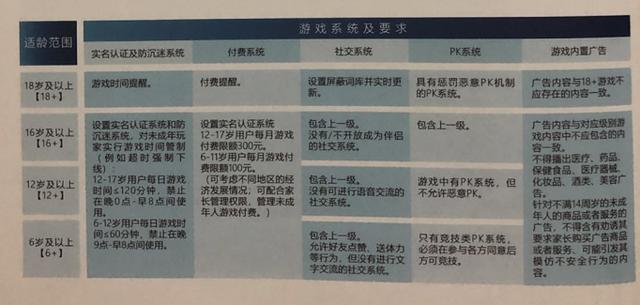 适龄范围
游戏系统及要求
实名认证及防沉迷系统
付费系统
社交系统
PK系统
游戏内置广告
18岁及以上
【18+】
游戏时间提醒。
付费提醒。
设置屏蔽词库并实时更
新。
具有惩罚恶意PK机制
的PK系统。
广告内容与18+游戏不
应存在的内容一致。
16岁及以上
【16+】
设置实名认证系统和防
沉迷系统，对未成年玩
家实行游戏时间管制
（例如超时强制下
线）：
12-17岁用户每日游戏
时间≤120分钟，禁止
在晚0点-早8点间使
用。
6-12岁用户每日游戏时
间≤60分钟，禁止在晚
9点-早8点间使用。
设置实名认证系统
12-17岁用户每月游戏
付费限额300元。
6-11岁用户每月游戏付
费限额100元。
（可考虑不同地区的经
济发展情况；可配合家
长管理权限，管理未成
年人游戏付费。）
包含上一级。
没有/不开放成为伴侣
的社交系统。
包含上一级。
广告内容与对应级别游
戏内容中不应包含的内
容一致。
不得播出医疗、药品、
保健食品、医疗器械、
化妆品、酒类、美容广
告。
针对不满14周岁的未成年
人的商品或者服务的广
告，不得含有劝诱其
要求家长购买广告商品
或者服务、可能引发其
模仿不安全行为的内
容。
12岁及以上
【12+】
包含上一级。
没有可进行语音交流的
社交系统。
游戏中有PK系统，但
不允许恶意PK。
6岁及以上
【6+】
包含上一级。
允许好友点赞、送体力
等行为，但没有进行文
字交流的社交系统。
只有竞技类PK系统，
必须在参与各方同意后
方可竞技。